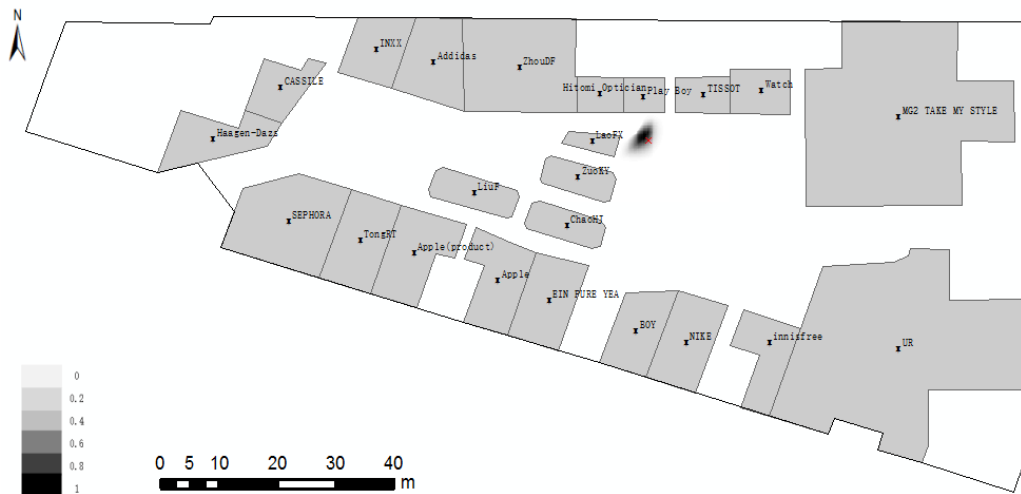 N
INXX
Addidas
ZhouDF
CASSILE
Hitomi Optician
Play Boy
TISSOT
Watch
MG2 TAKE MY STYLE
Haagen-Dazs
LaoFX
ZuoKY
LiuF
SEPHORA
ChaoHJ
TongRT
Apple(product)
Apple
EIN FURE YEA
BOY
NIKE
innisfree
UR
0
0.2
0.4
0.6
0.8
1
0 5 10 20 30 40
m